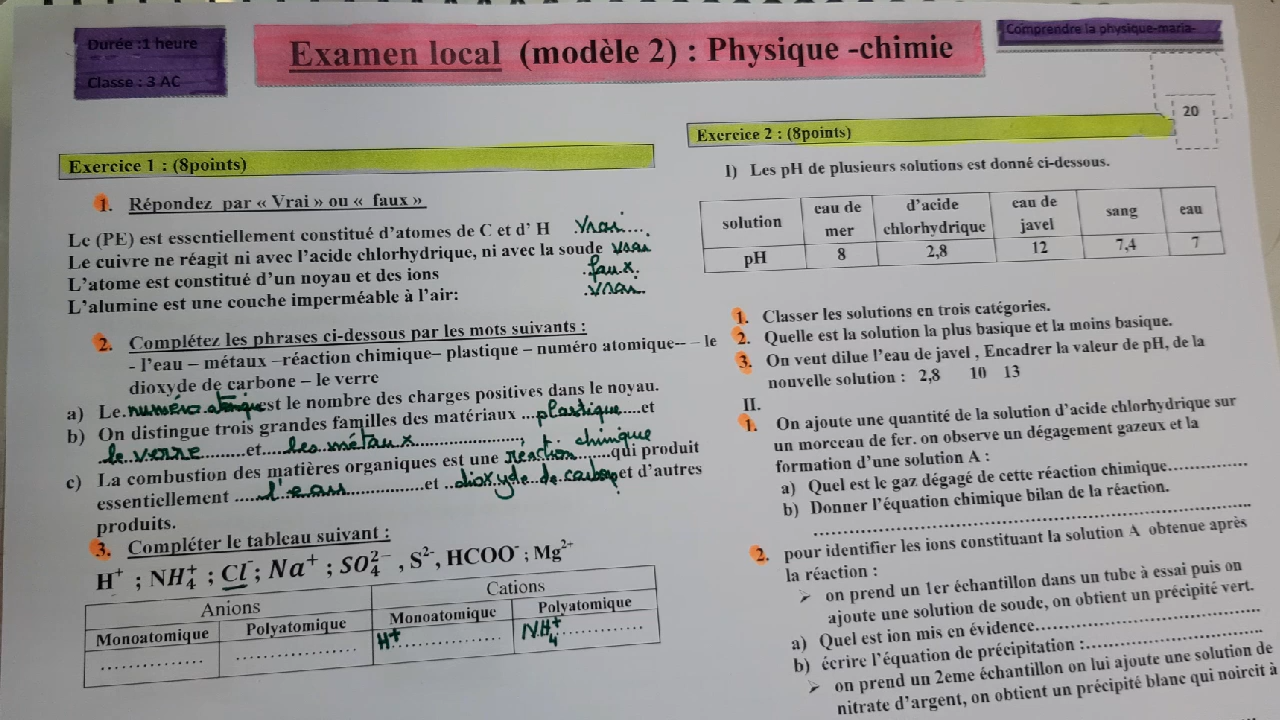 Durée :1 heure
Classe : 3 AC
Examen local (modèle 2) : Physique -chimie
Comprendre la physique-maria-
20
Exercice 1 : (8points)
1. Répondez par « Vrai » ou « faux »
Le (PE) est essentiellement constitué d'atomes de C et d' H Vrai....
Le cuivre ne réagit ni avec l'acide chlorhydrique, ni avec la soude vrai
L'atome est constitué d'un noyau et des ions .faux.
L'alumine est une couche imperméable à l'air: .vrai.
2. Complétez les phrases ci-dessous par les mots suivants :
- l'eau – métaux –réaction chimique– plastique – numéro atomique-- – le
dioxyde de carbone – le verre
a) Le.numéro atomique est le nombre des charges positives dans le noyau.
b) On distingue trois grandes familles des matériaux ...plastique....et
.le verre........et....les métaux......................;
c) La combustion des matières organiques est une reaction chimique......qui produit
essentiellement .....l'eau................et ..dioxyde..de.carbone et d'autres
produits.
3. Compléter le tableau suivant :
H⁺ ; NH₄⁺ ; Cl⁻; Na⁺ ; SO₄²⁻ , S²⁻, HCOO⁻ ; Mg²⁺
Anions Cations
Monoatomique Polyatomique Monoatomique Polyatomique
.................. ..................... H⁺.................. NH₄⁺..............
Exercice 2 : (8points)
I) Les pH de plusieurs solutions est donné ci-dessous.
solution eau de mer d'acide chlorhydrique eau de javel sang eau
pH 8 2,8 12 7,4 7
1. Classer les solutions en trois catégories.
2. Quelle est la solution la plus basique et la moins basique.
3. On veut dilue l'eau de javel , Encadrer la valeur de pH, de la
nouvelle solution : 2,8 10 13
II.
1. On ajoute une quantité de la solution d'acide chlorhydrique sur
un morceau de fer. on observe un dégagement gazeux et la
formation d'une solution A :
a) Quel est le gaz dégagé de cette réaction chimique..............
b) Donner l'équation chimique bilan de la réaction.
..............................................................................
2. pour identifier les ions constituant la solution A obtenue après
la réaction :
➢ on prend un 1er échantillon dans un tube à essai puis on
ajoute une solution de soude, on obtient un précipité vert.
a) Quel est ion mis en évidence........................................
b) écrire l'équation de précipitation :................................
➢ on prend un 2eme échantillon on lui ajoute une solution de
nitrate d'argent, on obtient un précipité blanc qui noircit à